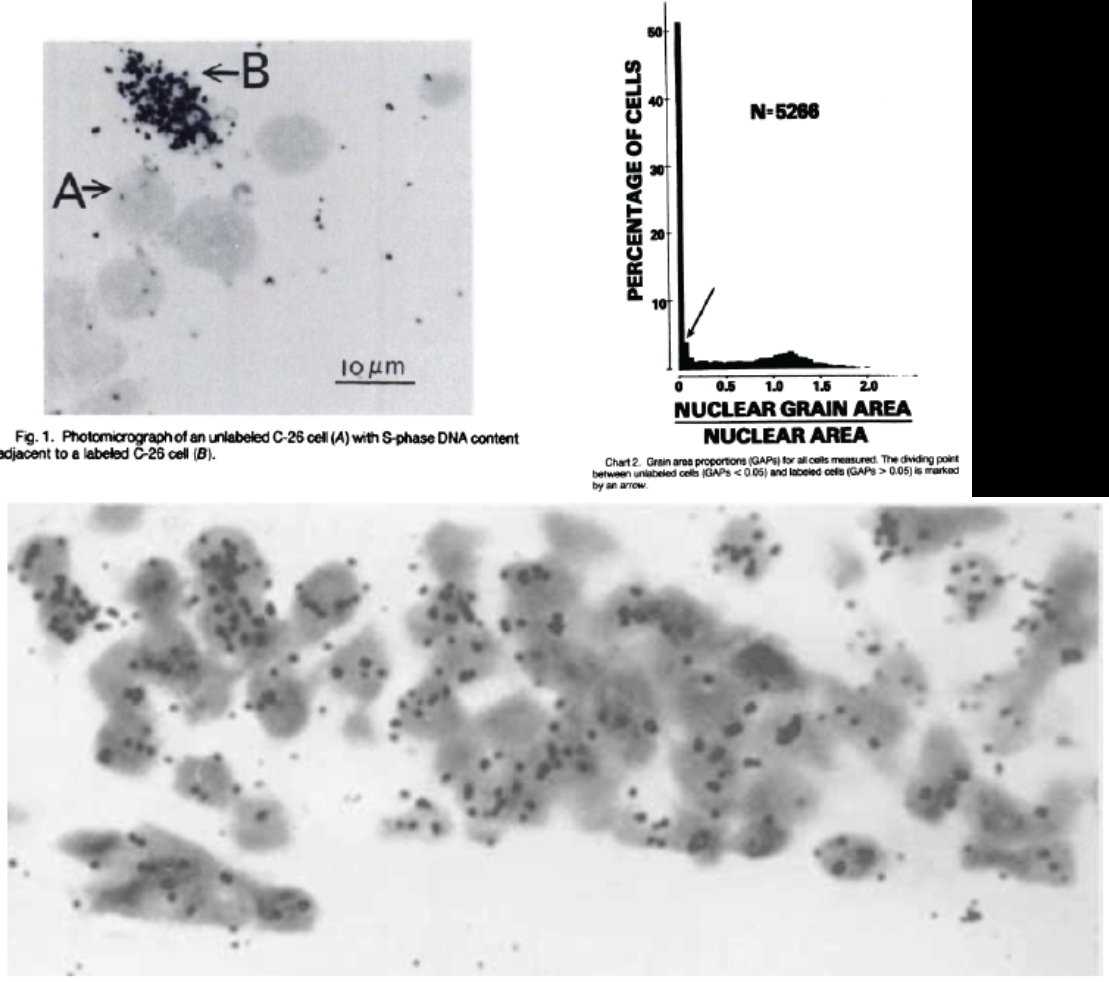 B
A
10 μm
Fig. 1. Photomicrograph of an unlabeled C-26 cell (A) with S-phase DNA content
adjacent to a labeled C-26 cell (B).
PERCENTAGE OF CELLS
50
40
30
20
10
N=5266
0 0.5 1.0 1.5 2.0
NUCLEAR GRAIN AREA
NUCLEAR AREA
Chart 2. Grain area proportions (GAPs) for all cells measured. The dividing point
between unlabeled cells (GAPs < 0.05) and labeled cells (GAPs > 0.05) is marked
by an arrow.